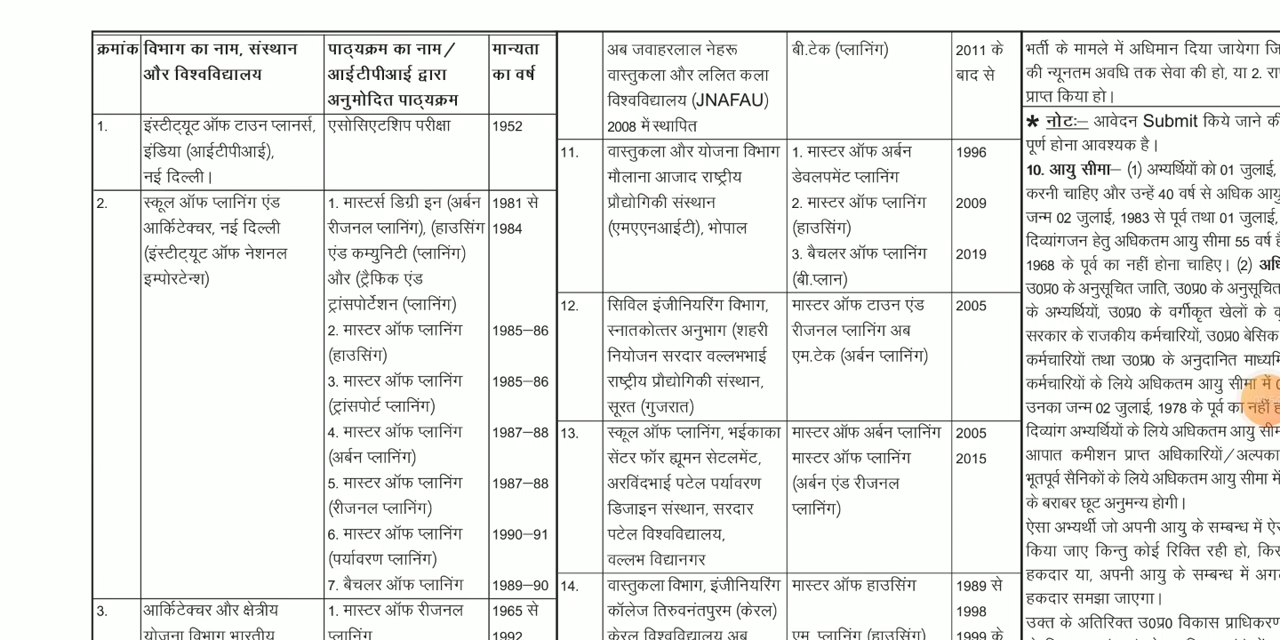 क्रमांक विभाग का नाम, संस्थान पाठ्यक्रम का नाम/ मान्यता
और विश्वविद्यालय आईटीपीआई द्वारा का वर्ष
अनुमोदित पाठ्यक्रम
1. इंस्टीट्यूट ऑफ टाउन प्लानर्स, एसोसिएटशिप परीक्षा 1952
इंडिया (आईटीपीआई),
नई दिल्ली।
2. स्कूल ऑफ प्लानिंग एंड 1. मास्टर्स डिग्री इन (अर्बन 1981 से
आर्किटेक्चर, नई दिल्ली रीजनल प्लानिंग), (हाउसिंग 1984
(इंस्टीट्यूट ऑफ नेशनल एंड कम्युनिटी (प्लानिंग)
इम्पोरटेन्श) और (ट्रैफिक एंड
ट्रांसपोर्टेशन (प्लानिंग)
2. मास्टर ऑफ प्लानिंग 1985–86
(हाउसिंग)
3. मास्टर ऑफ प्लानिंग 1985–86
(ट्रांसपोर्ट प्लानिंग)
4. मास्टर ऑफ प्लानिंग 1987–88
(अर्बन प्लानिंग)
5. मास्टर ऑफ प्लानिंग 1987–88
(रीजनल प्लानिंग)
6. मास्टर ऑफ प्लानिंग 1990–91
(पर्यावरण प्लानिंग)
7. बैचलर ऑफ प्लानिंग 1989–90
3. आर्किटेक्चर और क्षेत्रीय 1. मास्टर ऑफ रीजनल 1965 से
योजना विभाग भारतीय प्लानिंग 1992
अब जवाहरलाल नेहरू बी.टेक (प्लानिंग) 2011 के
वास्तुकला और ललित कला बाद से
विश्वविद्यालय (JNAFAU)
2008 में स्थापित
11. वास्तुकला और योजना विभाग 1. मास्टर ऑफ अर्बन 1996
मौलाना आजाद राष्ट्रीय डेवलपमेंट प्लानिंग
प्रौद्योगिकी संस्थान 2. मास्टर ऑफ प्लानिंग 2009
(एमएएनआईटी), भोपाल (हाउसिंग)
3. बैचलर ऑफ प्लानिंग 2019
(बी.प्लान)
12. सिविल इंजीनियरिंग विभाग, मास्टर ऑफ टाउन एंड 2005
स्नातकोत्तर अनुभाग (शहरी रीजनल प्लानिंग अब
नियोजन सरदार वल्लभभाई एम.टेक (अर्बन प्लानिंग)
राष्ट्रीय प्रौद्योगिकी संस्थान,
सूरत (गुजरात)
13. स्कूल ऑफ प्लानिंग, भईकाका मास्टर ऑफ अर्बन प्लानिंग 2005
सेंटर फॉर ह्यूमन सेटलमेंट, मास्टर ऑफ प्लानिंग 2015
अरविंदभाई पटेल पर्यावरण (अर्बन एंड रीजनल
डिजाइन संस्थान, सरदार प्लानिंग)
पटेल विश्वविद्यालय,
वल्लभ विद्यानगर
14. वास्तुकला विभाग, इंजीनियरिंग मास्टर ऑफ हाउसिंग 1989 से
कॉलेज तिरुवनंतपुरम (केरल) 1998
केरल विश्वविद्यालय अब एम. प्लानिंग (हाउसिंग) 1999 के
भर्ती के मामले में अधिमान दिया जायेगा
की न्यूनतम अवधि तक सेवा की हो, या 2.
प्राप्त किया हो।
* नोटः– आवेदन Submit किये जाने की
पूर्ण होना आवश्यक है।
10. आयु सीमा– (1) अभ्यर्थियों को 01 जुलाई,
करनी चाहिए और उन्हें 40 वर्ष से अधिक आयु
जन्म 02 जुलाई, 1983 से पूर्व तथा 01 जुलाई,
दिव्यांगजन हेतु अधिकतम आयु सीमा 55 वर्ष
1968 के पूर्व का नहीं होना चाहिए। (2)
उ0प्र0 के अनुसूचित जाति, उ0प्र0 के अनुसूचित
के अभ्यर्थियों, उ0प्र0 के वर्गीकृत खेलों के
सरकार के राजकीय कर्मचारियों, उ0प्र0 बेसिक
कर्मचारियों तथा उ0प्र0 के अनुदानित
कर्मचारियों के लिये अधिकतम आयु सीमा में
उनका जन्म 02 जुलाई, 1978 के पूर्व का नहीं
दिव्यांग अभ्यर्थियों के लिये अधिकतम आयु
आपात कमीशन प्राप्त अधिकारियों/
भूतपूर्व सैनिकों के लिये अधिकतम आयु सीमा में
के बराबर छूट अनुमन्य होगी।
ऐसा अभ्यर्थी जो अपनी आयु के सम्बन्ध में
किया जाए किन्तु कोई रिक्ति रही हो,
हकदार या, अपनी आयु के सम्बन्ध में
हकदार समझा जाएगा।
उक्त के अतिरिक्त उ0प्र0 विकास